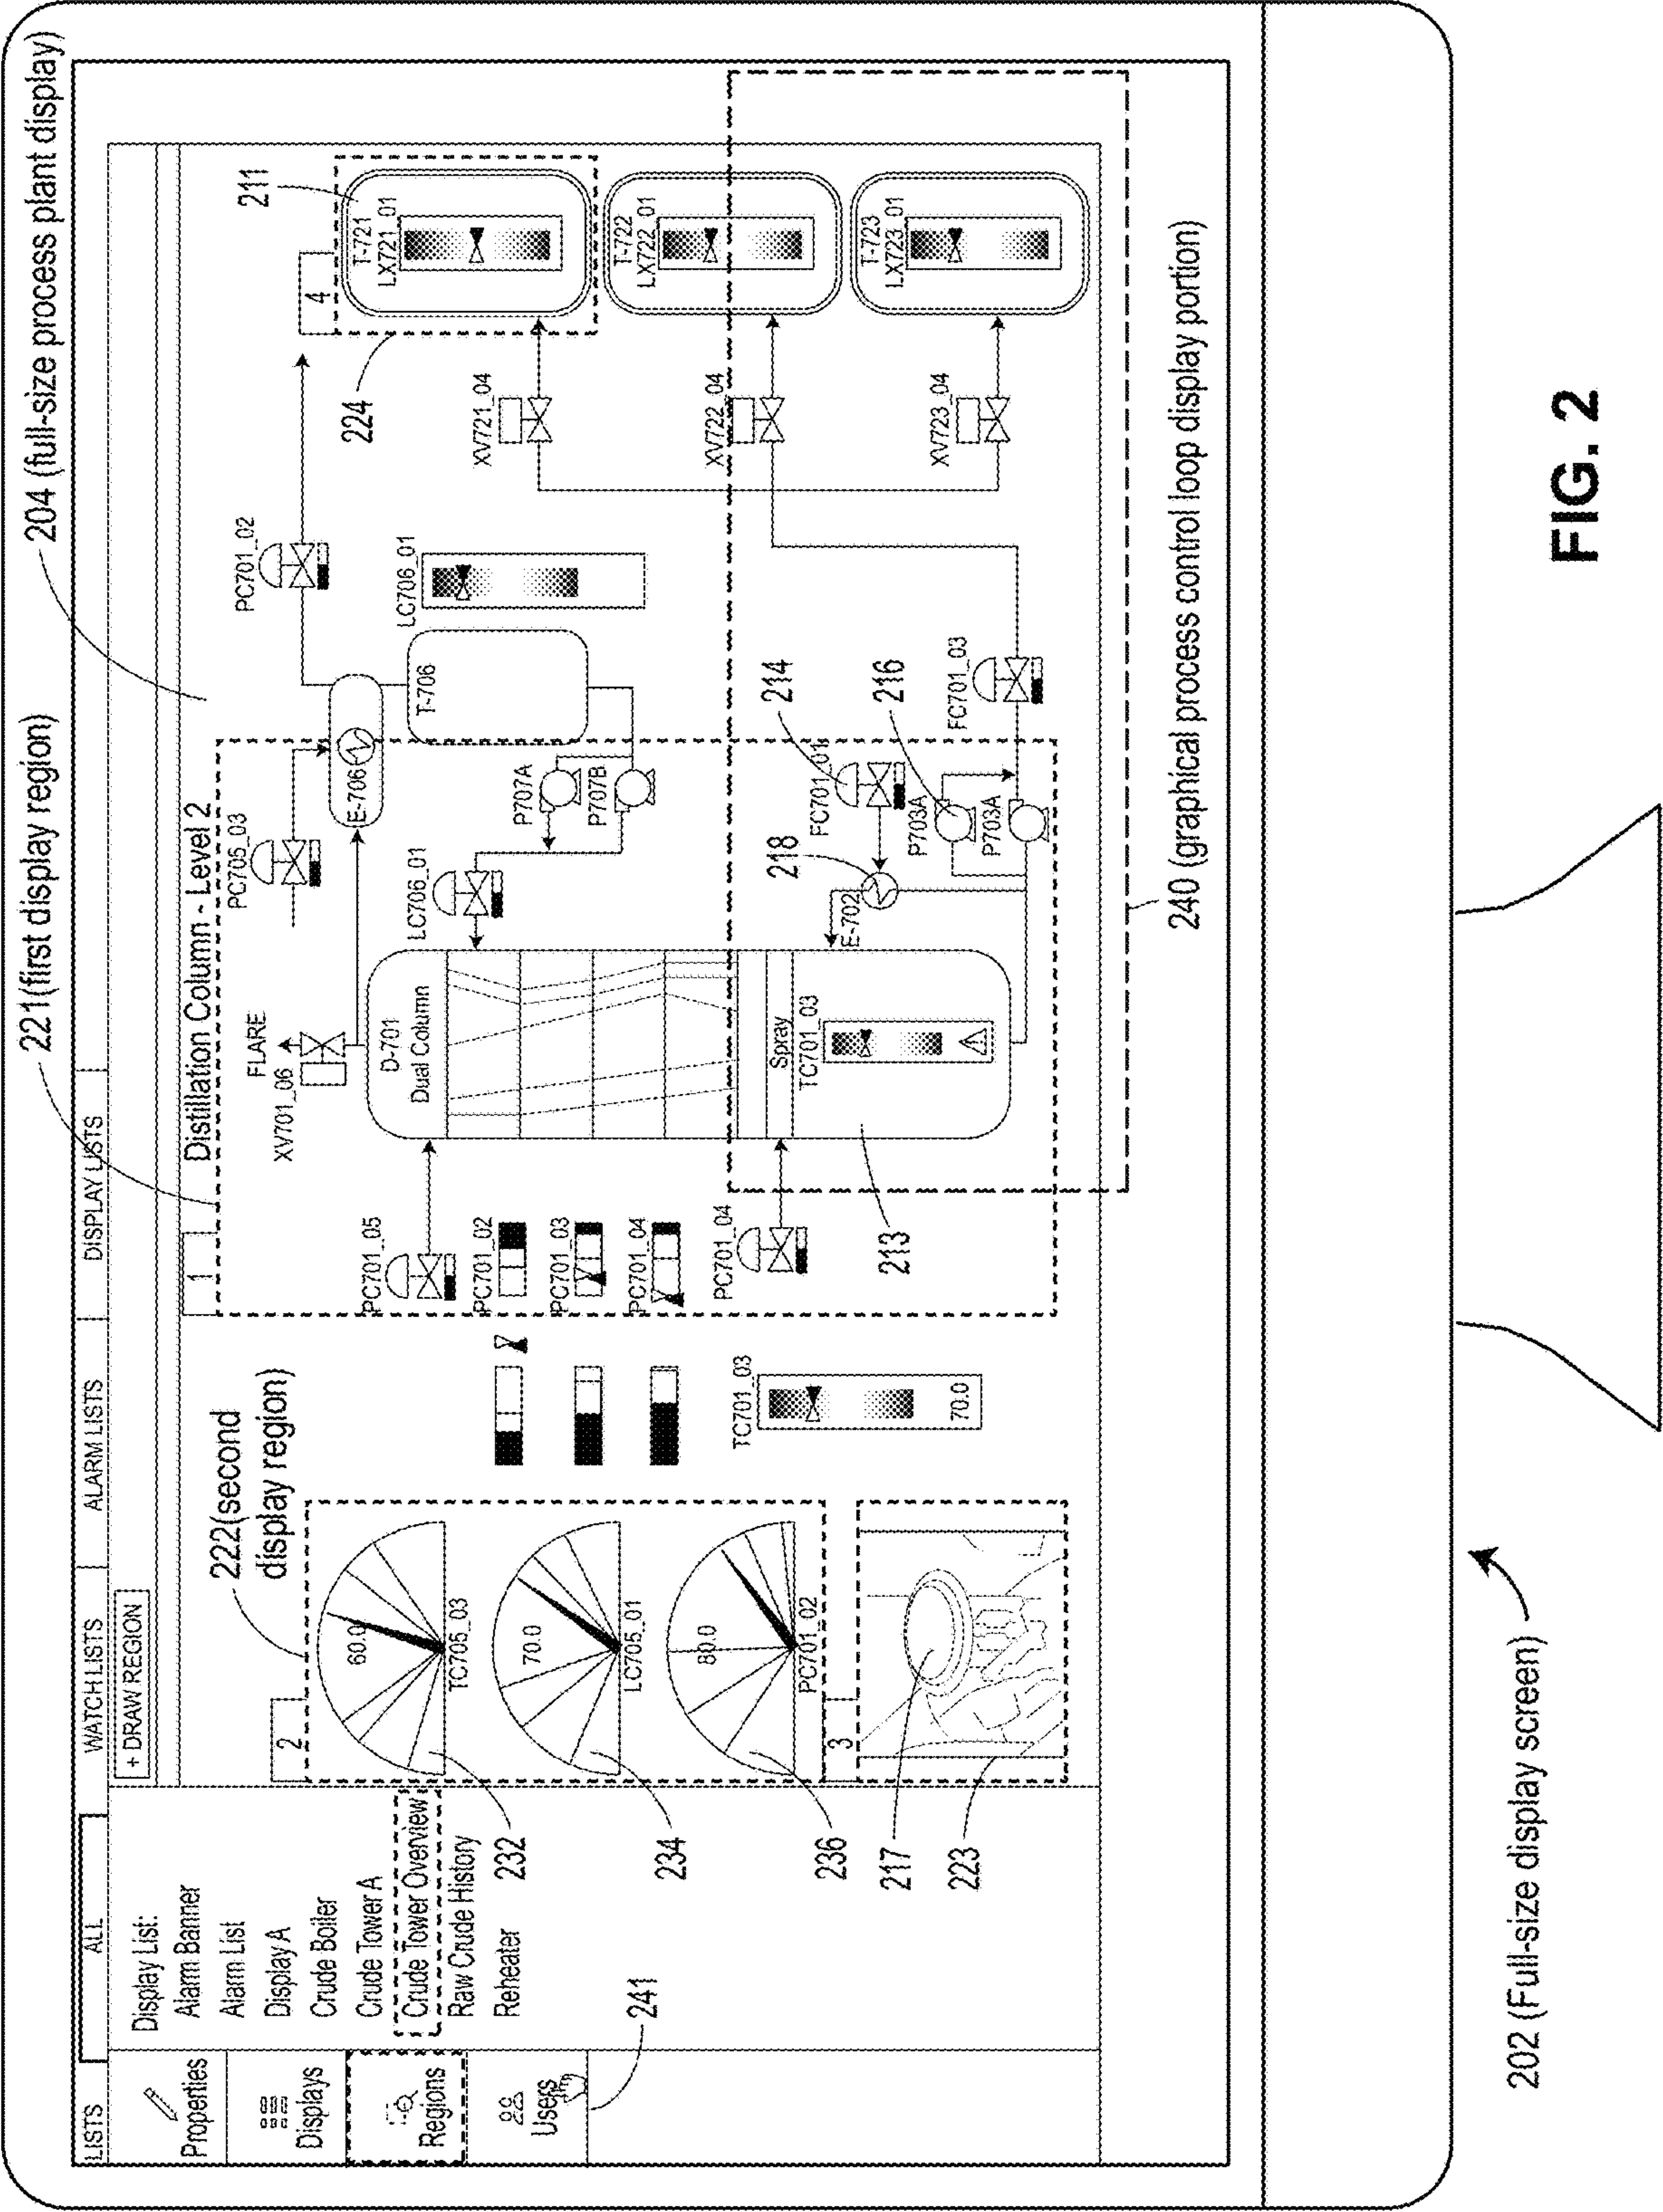 204 (full-size process plant display)
221(first display region)
LISTS
ALL
WATCH LISTS
ALARM LISTS
DISPLAY LISTS
+ DRAW REGION
Properties
Displays
Regions
Users
241
Display List:
Alarm Banner
Alarm List
Display A
Crude Boiler
Crude Tower A
Crude Tower Overview
Raw Crude History
Reheater
222(second
display region)
2
60.0
TC705_03
232
70.0
LC705_01
234
80.0
PC701_02
236
3
217
223
TC701_03
70.0
1
Distillation Column - Level 2
FLARE
XV701_06
PC705_03
E-706
PC701_02
D-701
Dual Column
PC701_05
PC701_02
PC701_03
PC701_04
PC701_04
LC706_01
P707A
P707B
T-706
LC706_01
Spray
TC701_03
213
E-702
218
FC701_01
214
P703A
216
P703A
FC701_03
XV721_04
XV722_04
XV723_04
4
211
224
T-721
LX721_01
T-722
LX722_01
T-723
LX723_01
240 (graphical process control loop display portion)
202 (Full-size display screen)
FIG. 2